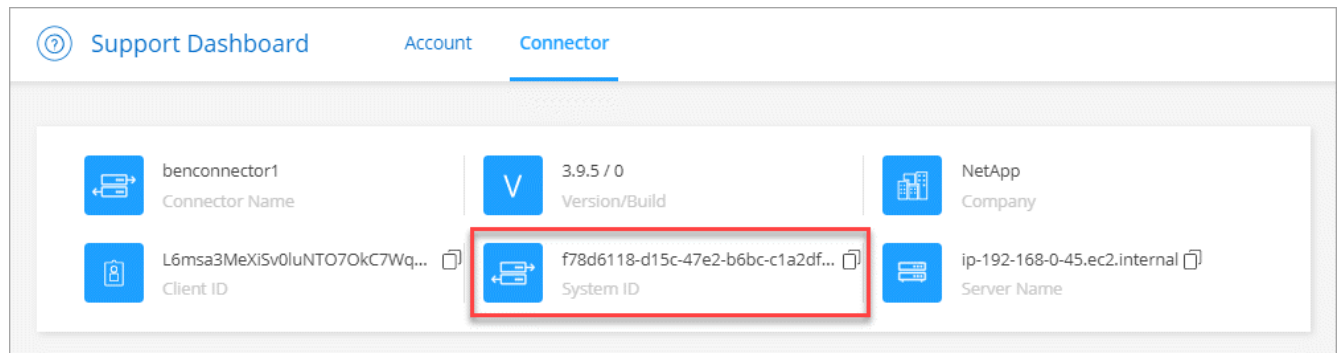 Support Dashboard
Account
Connector
benconnector1
Connector Name
V
3.9.5 / 0
Version/Build
NetApp
Company
L6msa3MeXiSv0luNTO7OkC7Wq...
Client ID
f78d6118-d15c-47e2-b6bc-c1a2df...
System ID
ip-192-168-0-45.ec2.internal
Server Name